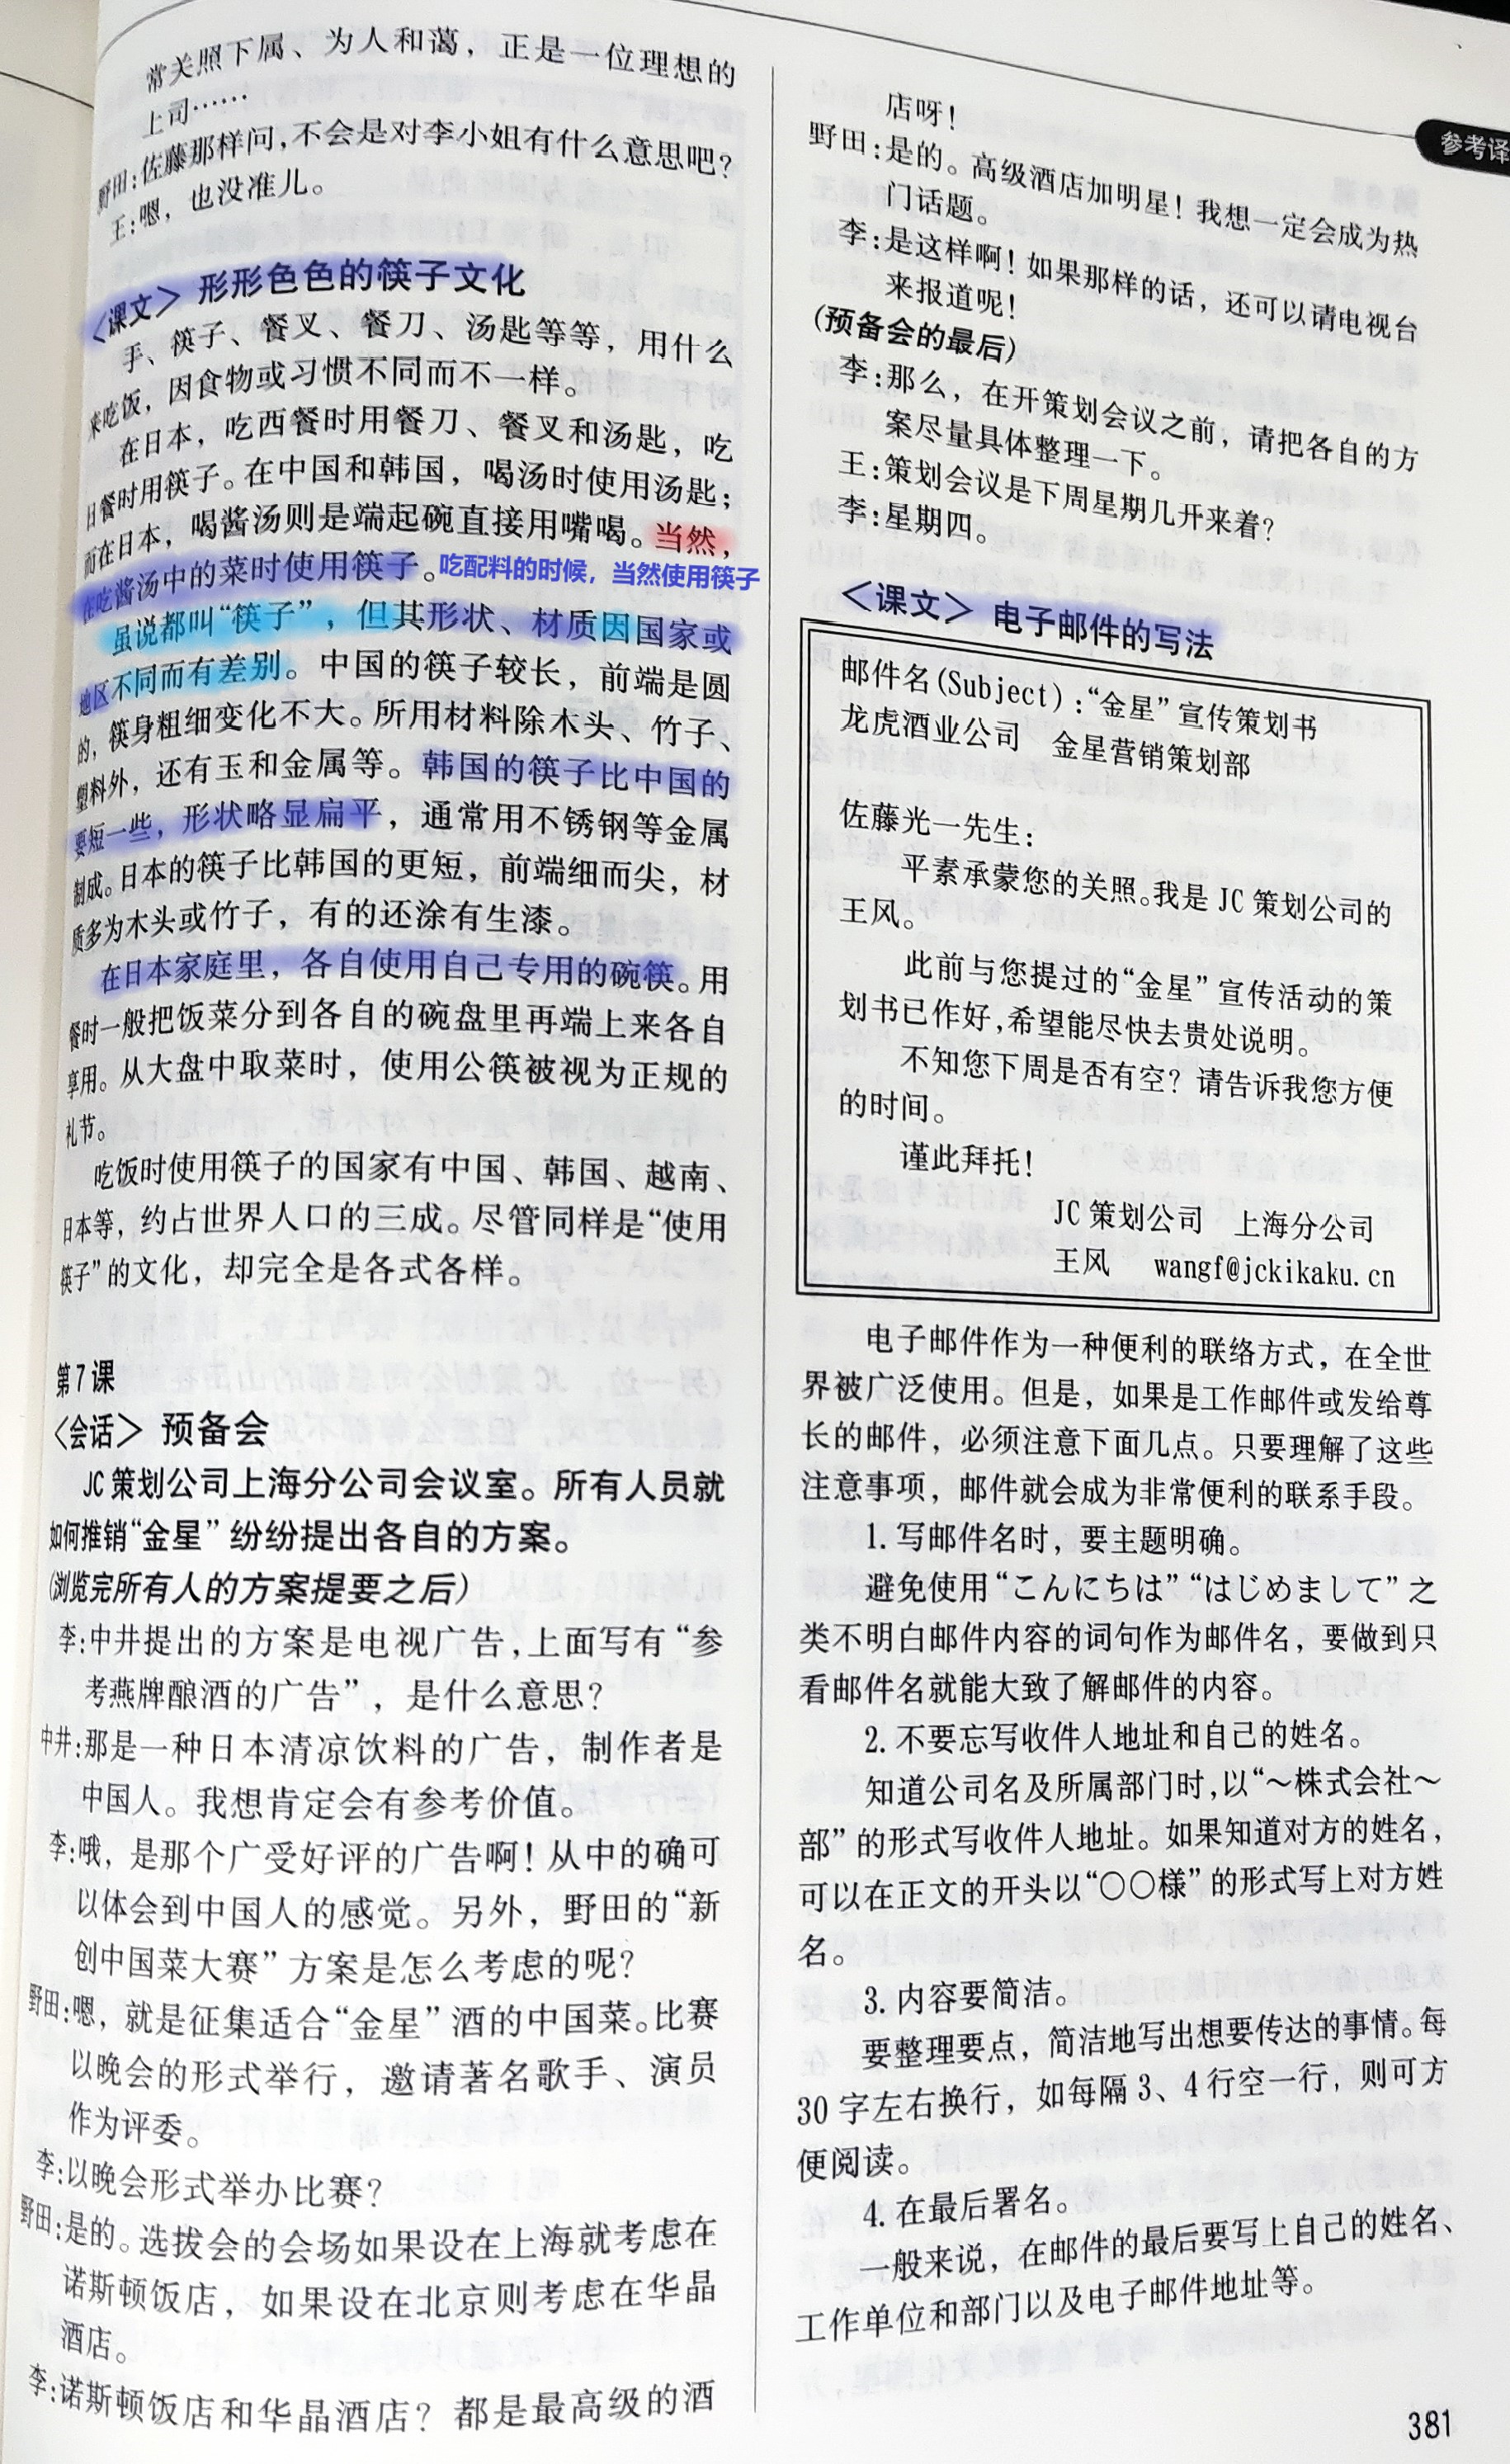 常关照下属、为人和蔼，正是一位理想的
上司……
野田:佐藤那样问,不会是对李小姐有什么意思吧?
王:嗯，也没准儿。
〈课文〉 形形色色的筷子文化
手、筷子、餐叉、餐刀、汤匙等等，用什么
来吃饭，因食物或习惯不同而不一样。
在日本，吃西餐时用餐刀、餐叉和汤匙，吃
日餐时用筷子。在中国和韩国，喝汤时使用汤匙；
而在日本，喝酱汤则是端起碗直接用嘴喝。当然，
在吃酱汤中的菜时使用筷子。吃配料的时候，当然使用筷子
虽说都叫“筷子”，但其形状、材质因国家或
地区不同而有差别。中国的筷子较长，前端是圆
的，筷身粗细变化不大。所用材料除木头、竹子、
塑料外，还有玉和金属等。韩国的筷子比中国的
要短一些，形状略显扁平，通常用不锈钢等金属
制成。日本的筷子比韩国的更短，前端细而尖，材
质多为木头或竹子，有的还涂有生漆。
在日本家庭里，各自使用自己专用的碗筷。用
餐时一般把饭菜分到各自的碗盘里再端上来各自
享用。从大盘中取菜时，使用公筷被视为正规的
礼节。
吃饭时使用筷子的国家有中国、韩国、越南、
日本等，约占世界人口的三成。尽管同样是“使用
筷子”的文化，却完全是各式各样。
第7课
〈会话〉 预备会
JC策划公司上海分公司会议室。所有人员就
如何推销“金星”纷纷提出各自的方案。
(浏览完所有人的方案提要之后)
李:中井提出的方案是电视广告,上面写有“参
考燕牌酿酒的广告”，是什么意思?
中井:那是一种日本清凉饮料的广告，制作者是
中国人。我想肯定会有参考价值。
李:哦，是那个广受好评的广告啊!从中的确可
以体会到中国人的感觉。另外，野田的“新
创中国菜大赛”方案是怎么考虑的呢?
野田:嗯，就是征集适合“金星”酒的中国菜。比赛
以晚会的形式举行，邀请著名歌手、演员
作为评委。
李:以晚会形式举办比赛?
野田:是的。选拔会的会场如果设在上海就考虑在
诺斯顿饭店，如果设在北京则考虑在华晶
酒店。
李:诺斯顿饭店和华晶酒店?都是最高级的酒
参考译
店呀!
野田:是的。高级酒店加明星!我想一定会成为热
门话题。
李:是这样啊!如果那样的话，还可以请电视台
来报道呢!
(预备会的最后)
李:那么，在开策划会议之前，请把各自的方
案尽量具体整理一下。
王:策划会议是下周星期几开来着?
李:星期四。
〈课文〉 电子邮件的写法
邮件名(Subject):“金星”宣传策划书
龙虎酒业公司 金星营销策划部
佐藤光一先生:
平素承蒙您的关照。我是JC策划公司的
王风。
此前与您提过的“金星”宣传活动的策
划书已作好,希望能尽快去贵处说明。
不知您下周是否有空?请告诉我您方便
的时间。
谨此拜托!
JC策划公司 上海分公司
王风 wangf@jckikaku.cn
电子邮件作为一种便利的联络方式，在全世
界被广泛使用。但是，如果是工作邮件或发给尊
长的邮件，必须注意下面几点。只要理解了这些
注意事项，邮件就会成为非常便利的联系手段。
1. 写邮件名时，要主题明确。
避免使用“こんにちは”“はじめまして”之
类不明白邮件内容的词句作为邮件名，要做到只
看邮件名就能大致了解邮件的内容。
2. 不要忘写收件人地址和自己的姓名。
知道公司名及所属部门时,以“～株式会社～
部”的形式写收件人地址。如果知道对方的姓名，
可以在正文的开头以“〇〇様”的形式写上对方姓
名。
3. 内容要简洁。
要整理要点，简洁地写出想要传达的事情。每
30字左右换行，如每隔3、4行空一行，则可方
便阅读。
4. 在最后署名。
一般来说，在邮件的最后要写上自己的姓名、
工作单位和部门以及电子邮件地址等。
381